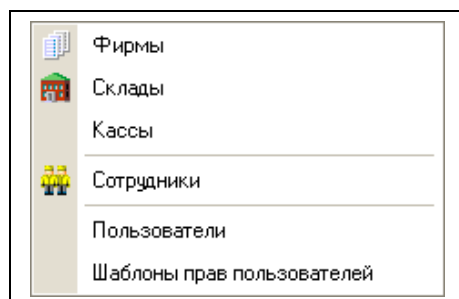 Фирмы
Склады
Кассы
Сотрудники
Пользователи
Шаблоны прав пользователей